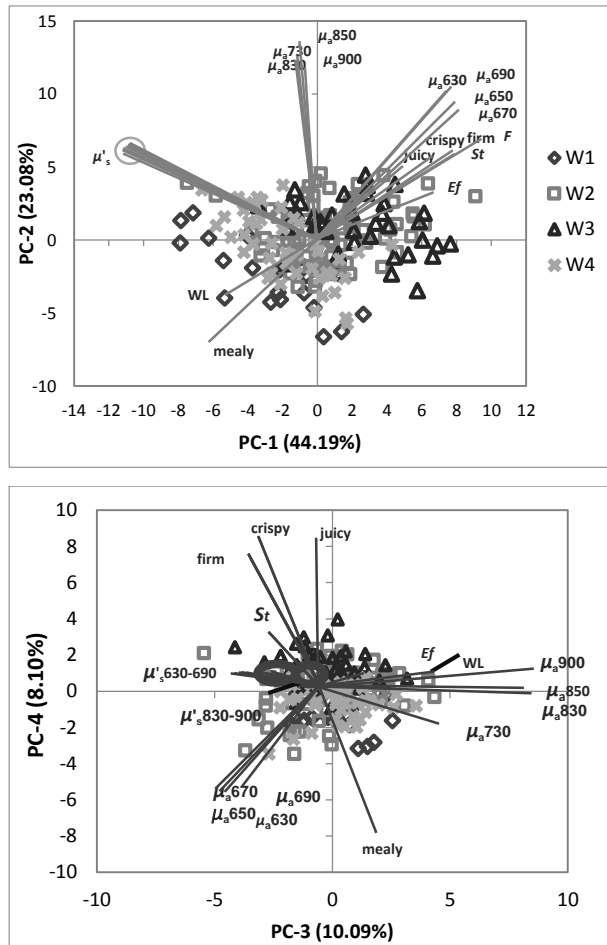 15
μa850
μa730
μa830
μa900
10
μa630
μa690
μa650
μa670
crispy
firm
F
juicy
St
5
μ's
Ef
0
WL
-5
mealy
-10
-14 -12 -10 -8 -6 -4 -2 0 2 4 6 8 10 12
PC-1 (44.19%)
PC-2 (23.08%)
W1
W2
W3
W4
10
crispy
juicy
8
firm
6
4
St
2
Ef
WL
μ's630-690
μa900
0
μa850
μ's830-900
μa830
-2
μa730
-4
μa670
μa690
-6
μa650
μa630
-8
mealy
-10
-10 -5 0 5 10
PC-3 (10.09%)
PC-4 (8.10%)